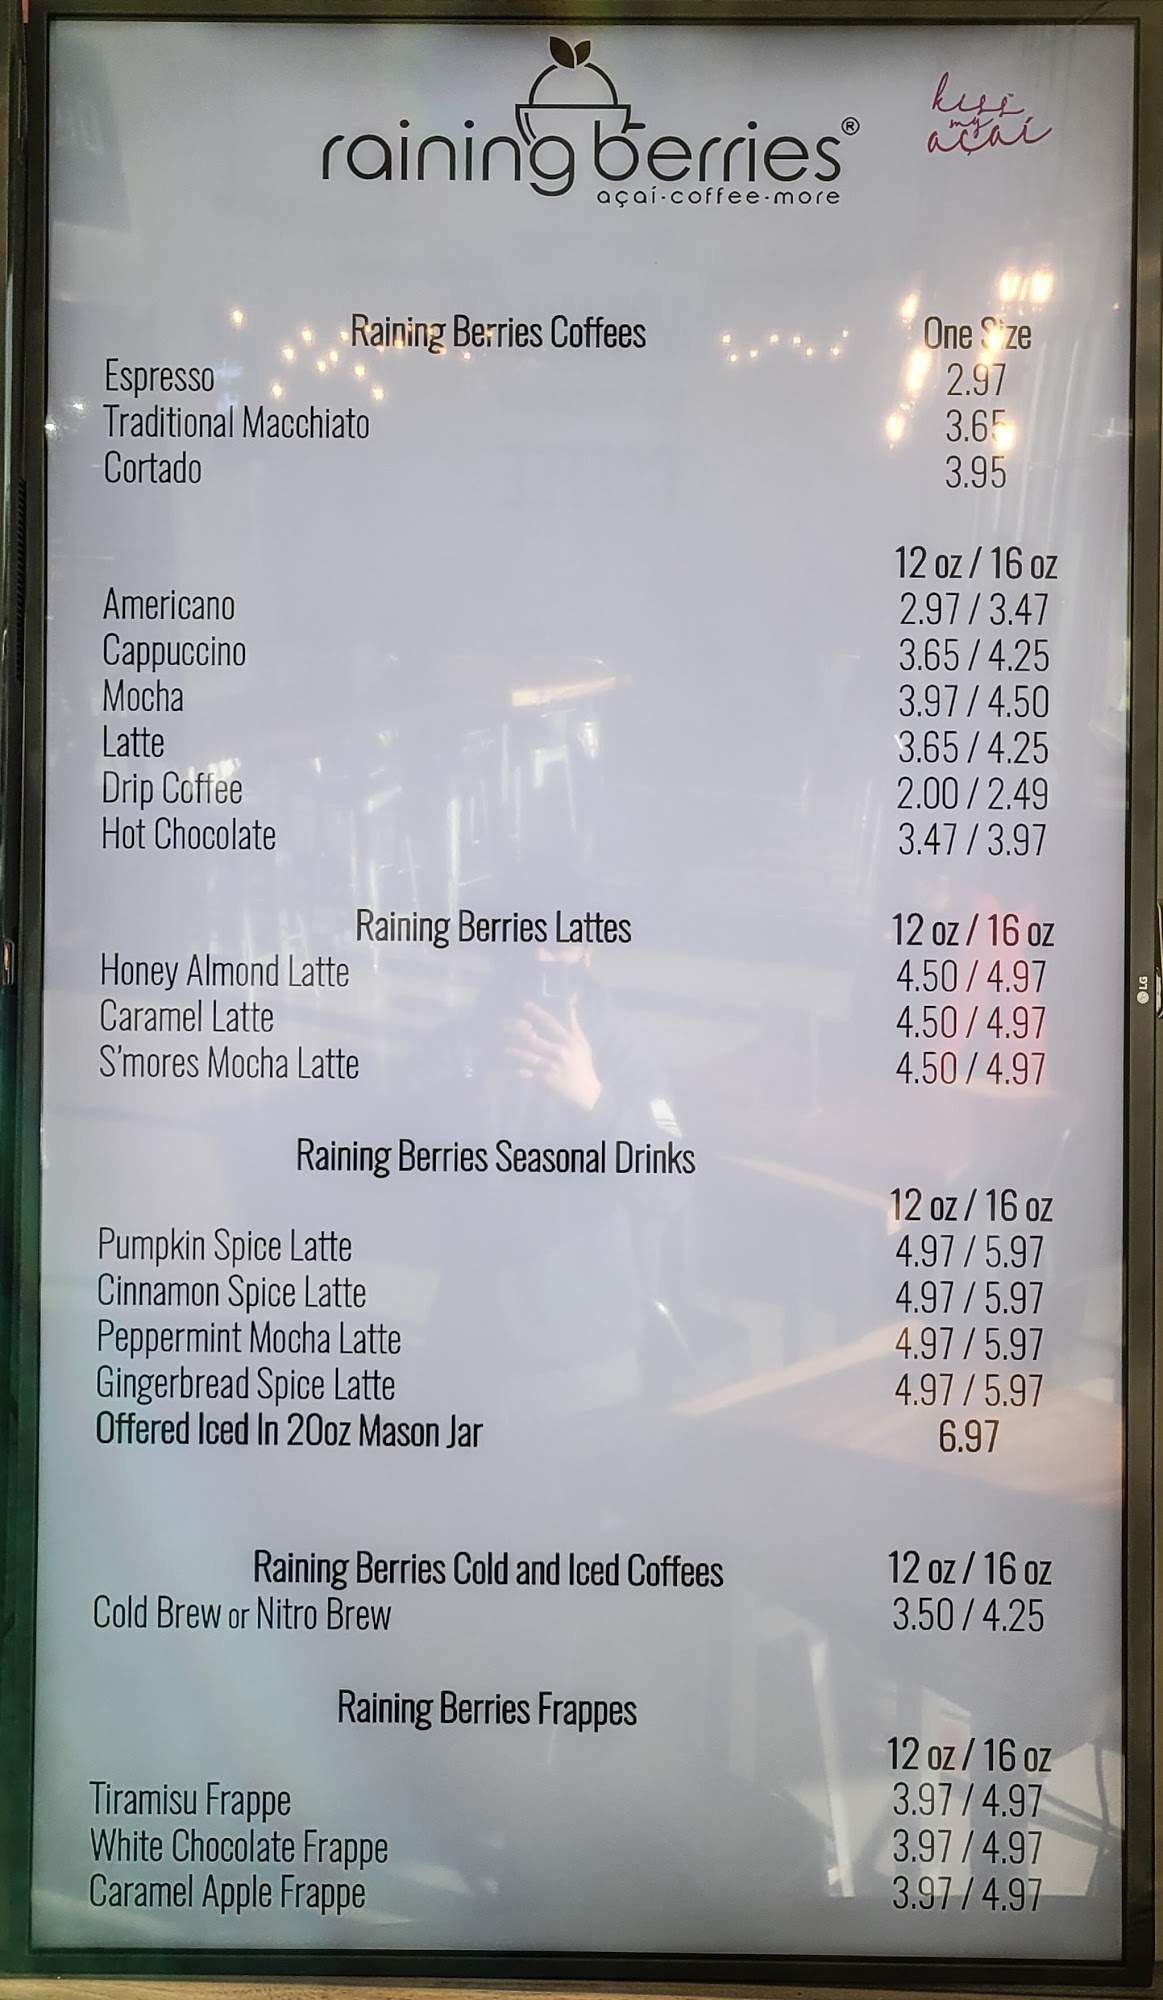 raining berries®
açaí·coffee·more
kiss
my
açaí
Raining Berries Coffees One Size
Espresso 2.97
Traditional Macchiato 3.65
Cortado 3.95
12 oz / 16 oz
Americano 2.97 / 3.47
Cappuccino 3.65 / 4.25
Mocha 3.97 / 4.50
Latte 3.65 / 4.25
Drip Coffee 2.00 / 2.49
Hot Chocolate 3.47 / 3.97
Raining Berries Lattes 12 oz / 16 oz
Honey Almond Latte 4.50 / 4.97
Caramel Latte 4.50 / 4.97
S'mores Mocha Latte 4.50 / 4.97
Raining Berries Seasonal Drinks
12 oz / 16 oz
Pumpkin Spice Latte 4.97 / 5.97
Cinnamon Spice Latte 4.97 / 5.97
Peppermint Mocha Latte 4.97 / 5.97
Gingerbread Spice Latte 4.97 / 5.97
Offered Iced In 20oz Mason Jar 6.97
Raining Berries Cold and Iced Coffees 12 oz / 16 oz
Cold Brew or Nitro Brew 3.50 / 4.25
Raining Berries Frappes
12 oz / 16 oz
Tiramisu Frappe 3.97 / 4.97
White Chocolate Frappe 3.97 / 4.97
Caramel Apple Frappe 3.97 / 4.97
LG